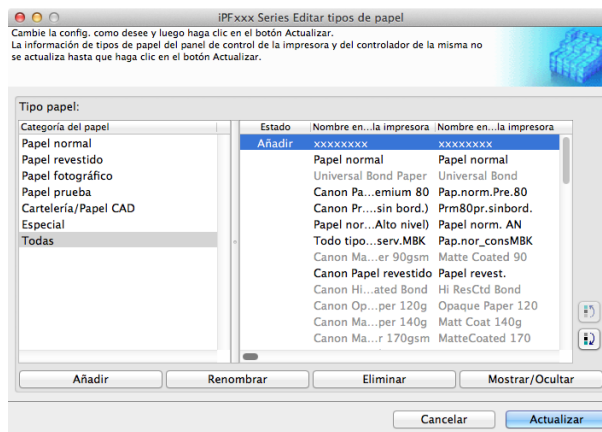 iPFxxx Series Editar tipos de papel
Cambie la config. como desee y luego haga clic en el botón Actualizar.
La información de tipos de papel del panel de control de la impresora y del controlador de la misma no
se actualiza hasta que haga clic en el botón Actualizar.
Tipo papel:
Categoría del papel Estado Nombre en...la impresora Nombre en...la impresora
Añadir xxxxxxxx xxxxxxxx
Papel normal Papel normal Papel normal
Papel revestido Universal Bond Paper Universal Bond
Papel fotográfico Canon Pa...emium 80 Pap.norm.Pre.80
Papel prueba Canon Pr....sin bord.) Prm80pr.sinbord.
Cartelería/Papel CAD Papel nor...Alto nivel) Papel norm. AN
Especial Todo tipo...serv.MBK Pap.nor_consMBK
Todas Canon Ma...er 90gsm Matte Coated 90
Canon Papel revestido Papel revest.
Canon Hi...ated Bond Hi ResCtd Bond
Canon Op...per 120g Opaque Paper 120
Canon Ma...per 140g Matt Coat 140g
Canon Ma...r 170gsm MatteCoated 170
Añadir Renombrar Eliminar Mostrar/Ocultar
Cancelar Actualizar